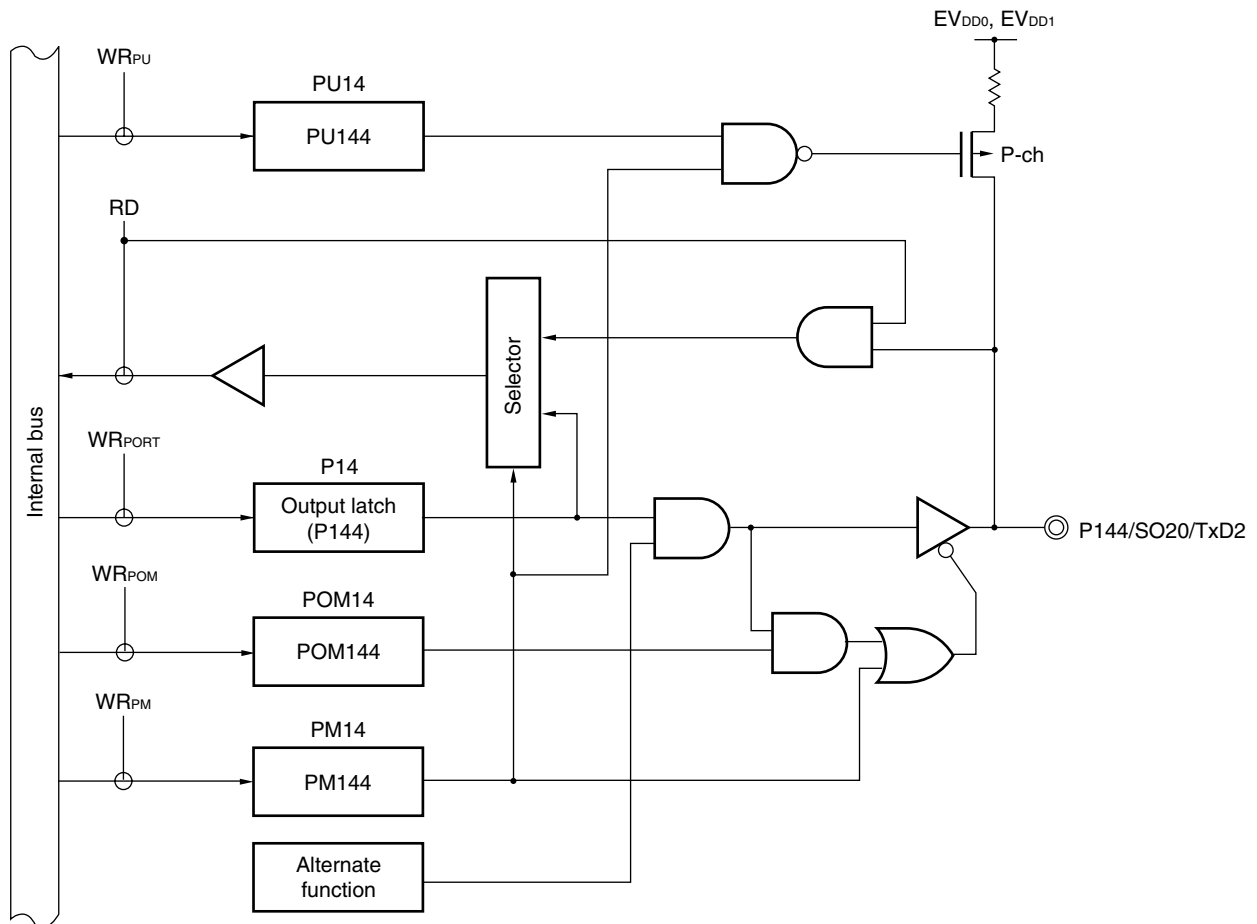 EVDD0, EVDD1
WRPU
PU14
PU144
P-ch
RD
Selector
Internal bus
WRPORT
P14
Output latch
(P144)
P144/SO20/TxD2
WRPOM
POM14
POM144
WRPM
PM14
PM144
Alternate
function